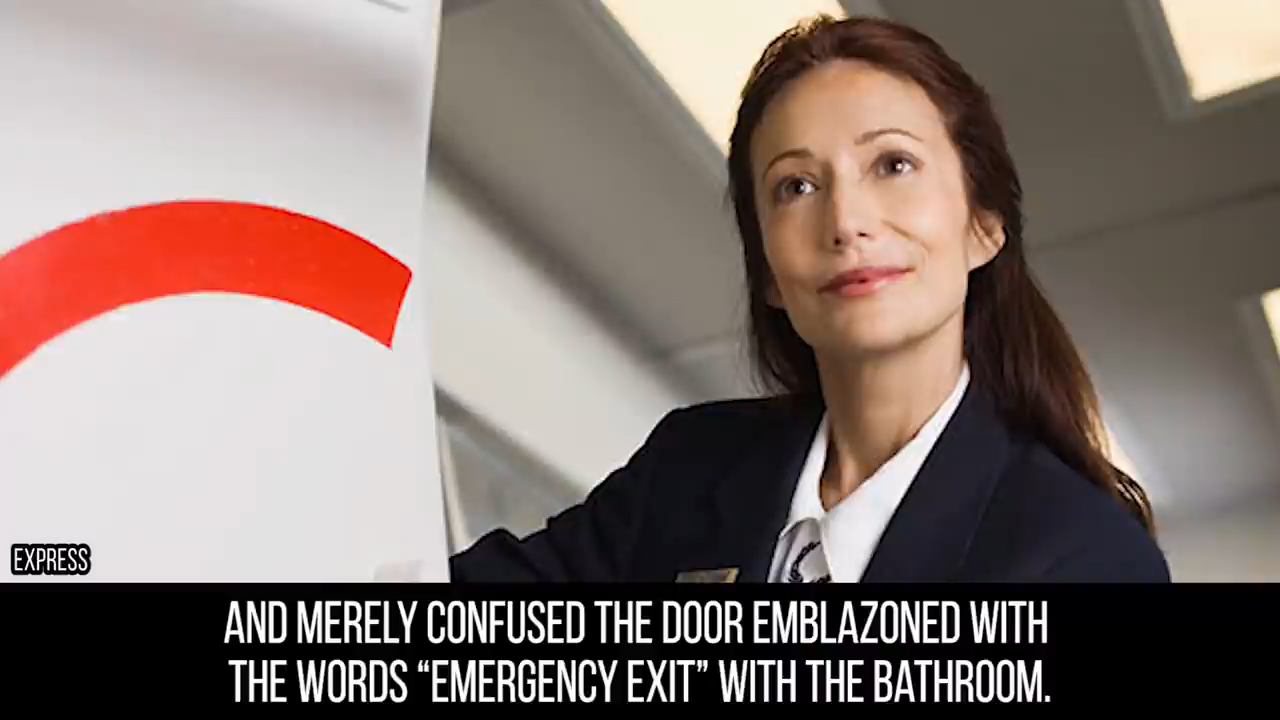 EXPRESS
AND MERELY CONFUSED THE DOOR EMBLAZONED WITH
THE WORDS “EMERGENCY EXIT” WITH THE BATHROOM.